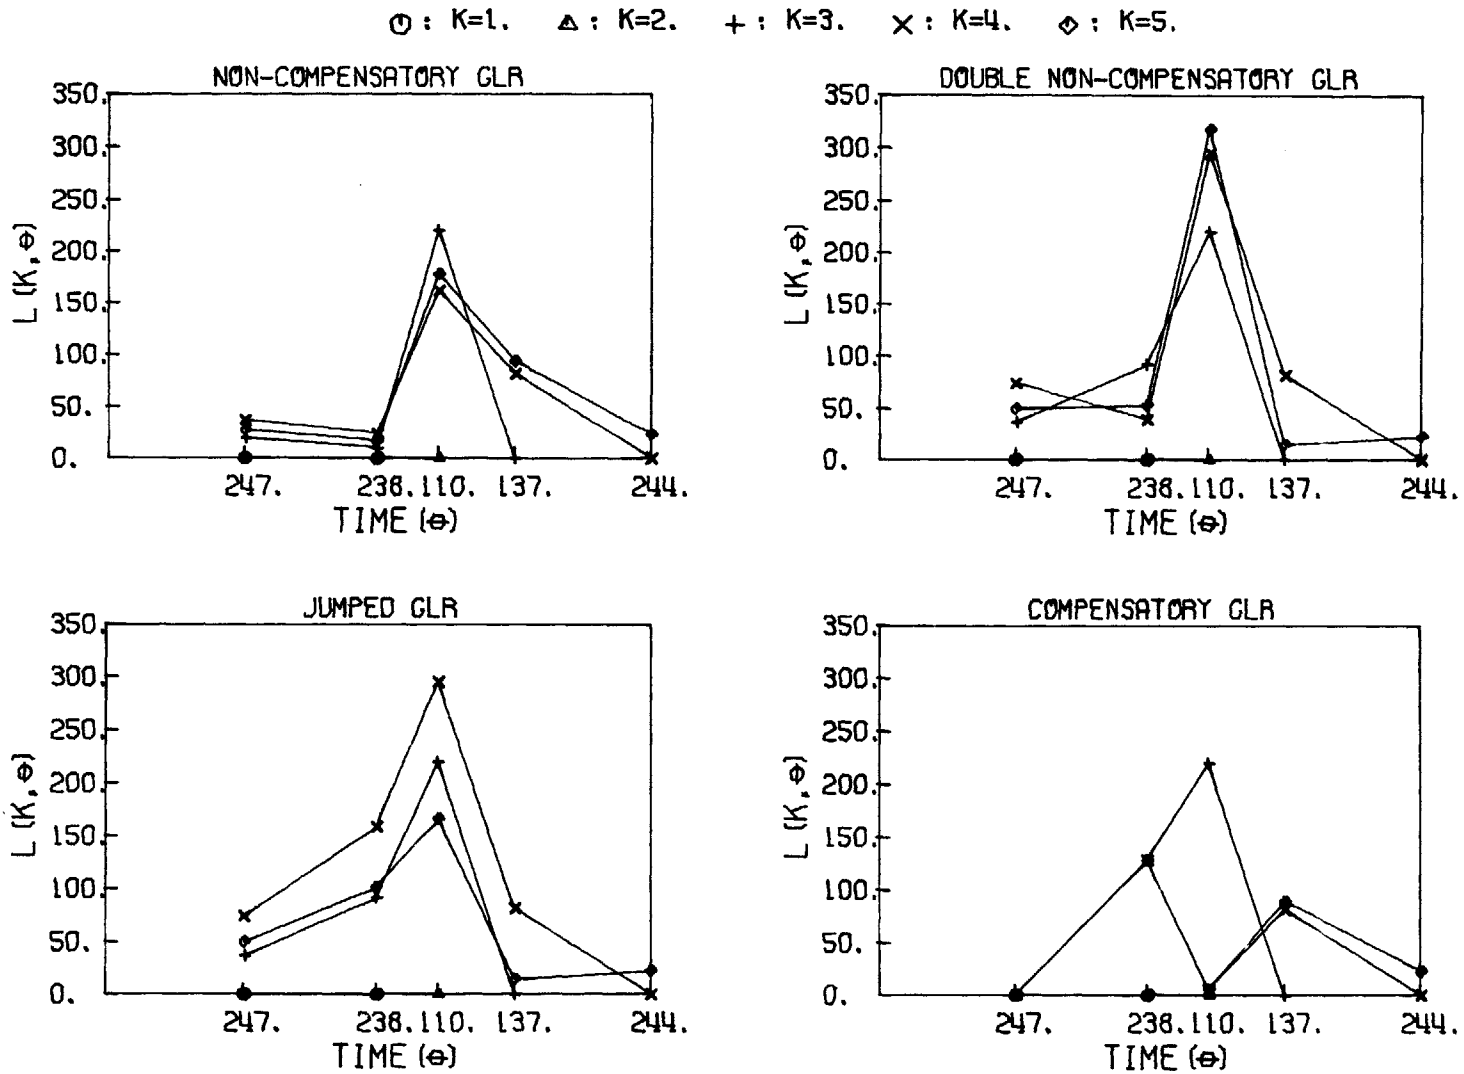 ○ : K=1. △ : K=2. + : K=3. × : K=4. ◇ : K=5.
NON-COMPENSATORY GLR
350.
300.
250.
200.
150.
100.
50.
0.
L (K,θ)
247. 238. 110. 137. 244.
TIME (θ)
DOUBLE NON-COMPENSATORY GLR
350.
300.
250.
200.
150.
100.
50.
0.
L (K,θ)
247. 238. 110. 137. 244.
TIME (θ)
JUMPED GLR
350.
300.
250.
200.
150.
100.
50.
0.
L (K,θ)
247. 238. 110. 137. 244.
TIME (θ)
COMPENSATORY GLR
350.
300.
250.
200.
150.
100.
50.
0.
L (K,θ)
247. 238. 110. 137. 244.
TIME (θ)